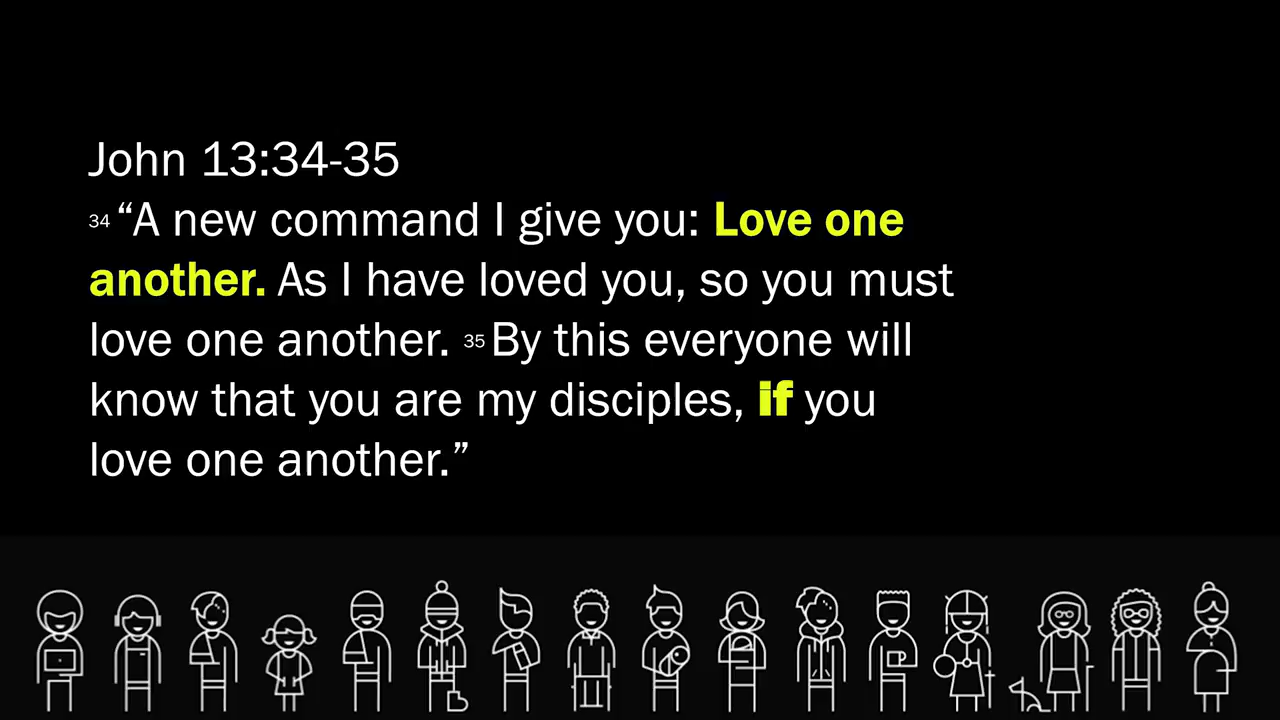 John 13:34-35
34 “A new command I give you: Love one
another. As I have loved you, so you must
love one another. 35 By this everyone will
know that you are my disciples, if you
love one another.”